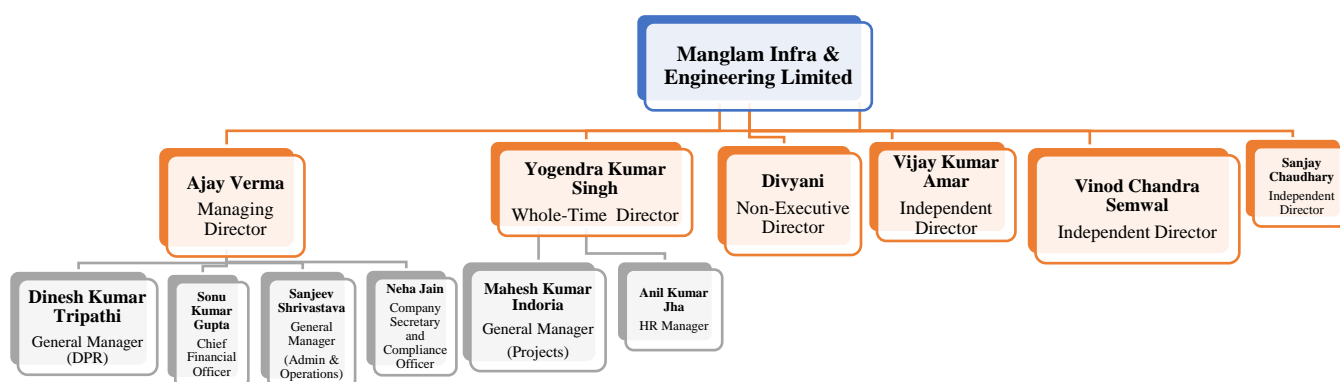 Manglam Infra &
Engineering Limited
Ajay Verma
Managing
Director
Yogendra Kumar
Singh
Whole-Time Director
Divyani
Non-Executive
Director
Vijay Kumar
Amar
Independent
Director
Vinod Chandra
Semwal
Independent Director
Sanjay
Chaudhary
Independent
Director
Dinesh Kumar
Tripathi
General Manager
(DPR)
Sonu
Kumar
Gupta
Chief
Financial
Officer
Sanjeev
Shrivastava
General
Manager
(Admin &
Operations)
Neha Jain
Company
Secretary
and
Compliance
Officer
Mahesh Kumar
Indoria
General Manager
(Projects)
Anil Kumar
Jha
HR Manager